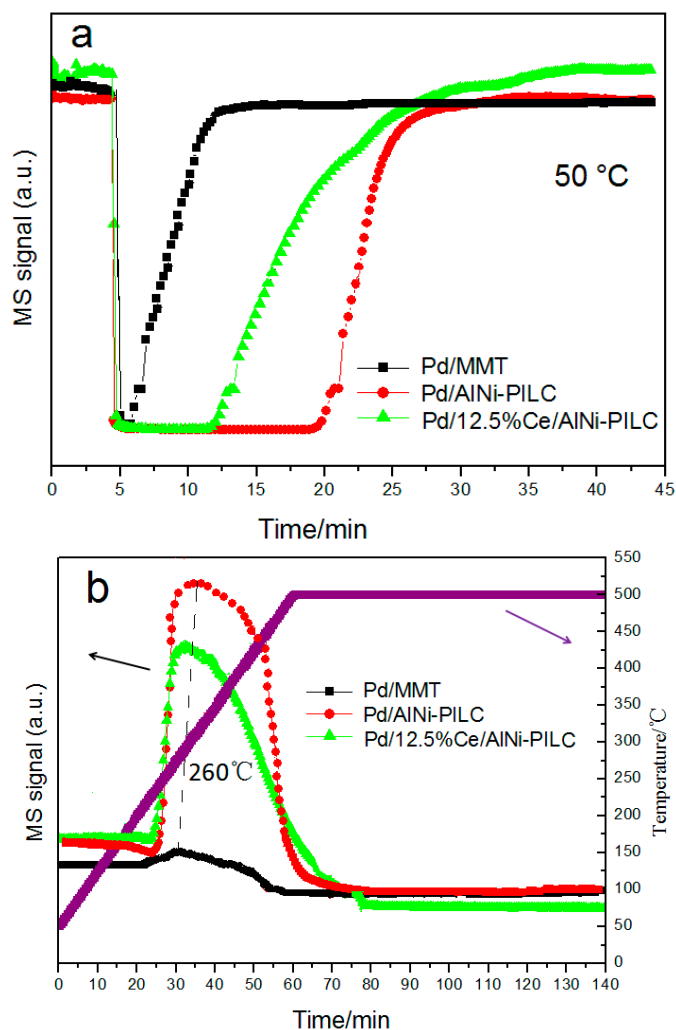 a
MS signal (a.u.)
50 °C
Pd/MMT
Pd/AlNi-PILC
Pd/12.5%Ce/AlNi-PILC
0 5 10 15 20 25 30 35 40 45
Time/min
b
MS signal (a.u.)
550
500
450
400
350
300
250
200
150
100
50
0
Temperature/℃
Pd/MMT
Pd/AlNi-PILC
Pd/12.5%Ce/AlNi-PILC
260℃
0 10 20 30 40 50 60 70 80 90 100 110 120 130 140
Time/min